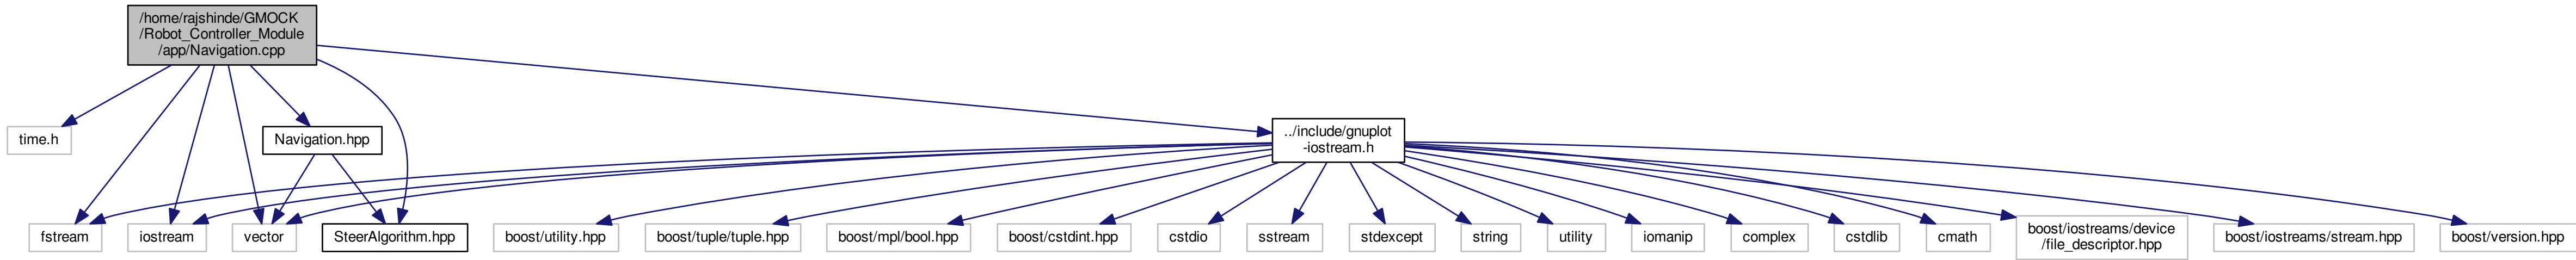 /home/rajshinde/GMOCK
/Robot_Controller_Module
/app/Navigation.cpp
../include/gnuplot
-iostream.h
time.h
Navigation.hpp
fstream
iostream
vector
SteerAlgorithm.hpp
boost/utility.hpp
boost/tuple/tuple.hpp
boost/mpl/bool.hpp
boost/cstdint.hpp
cstdio
sstream
stdexcept
string
utility
iomanip
complex
cstdlib
cmath
boost/iostreams/device
/file_descriptor.hpp
boost/iostreams/stream.hpp
boost/version.hpp